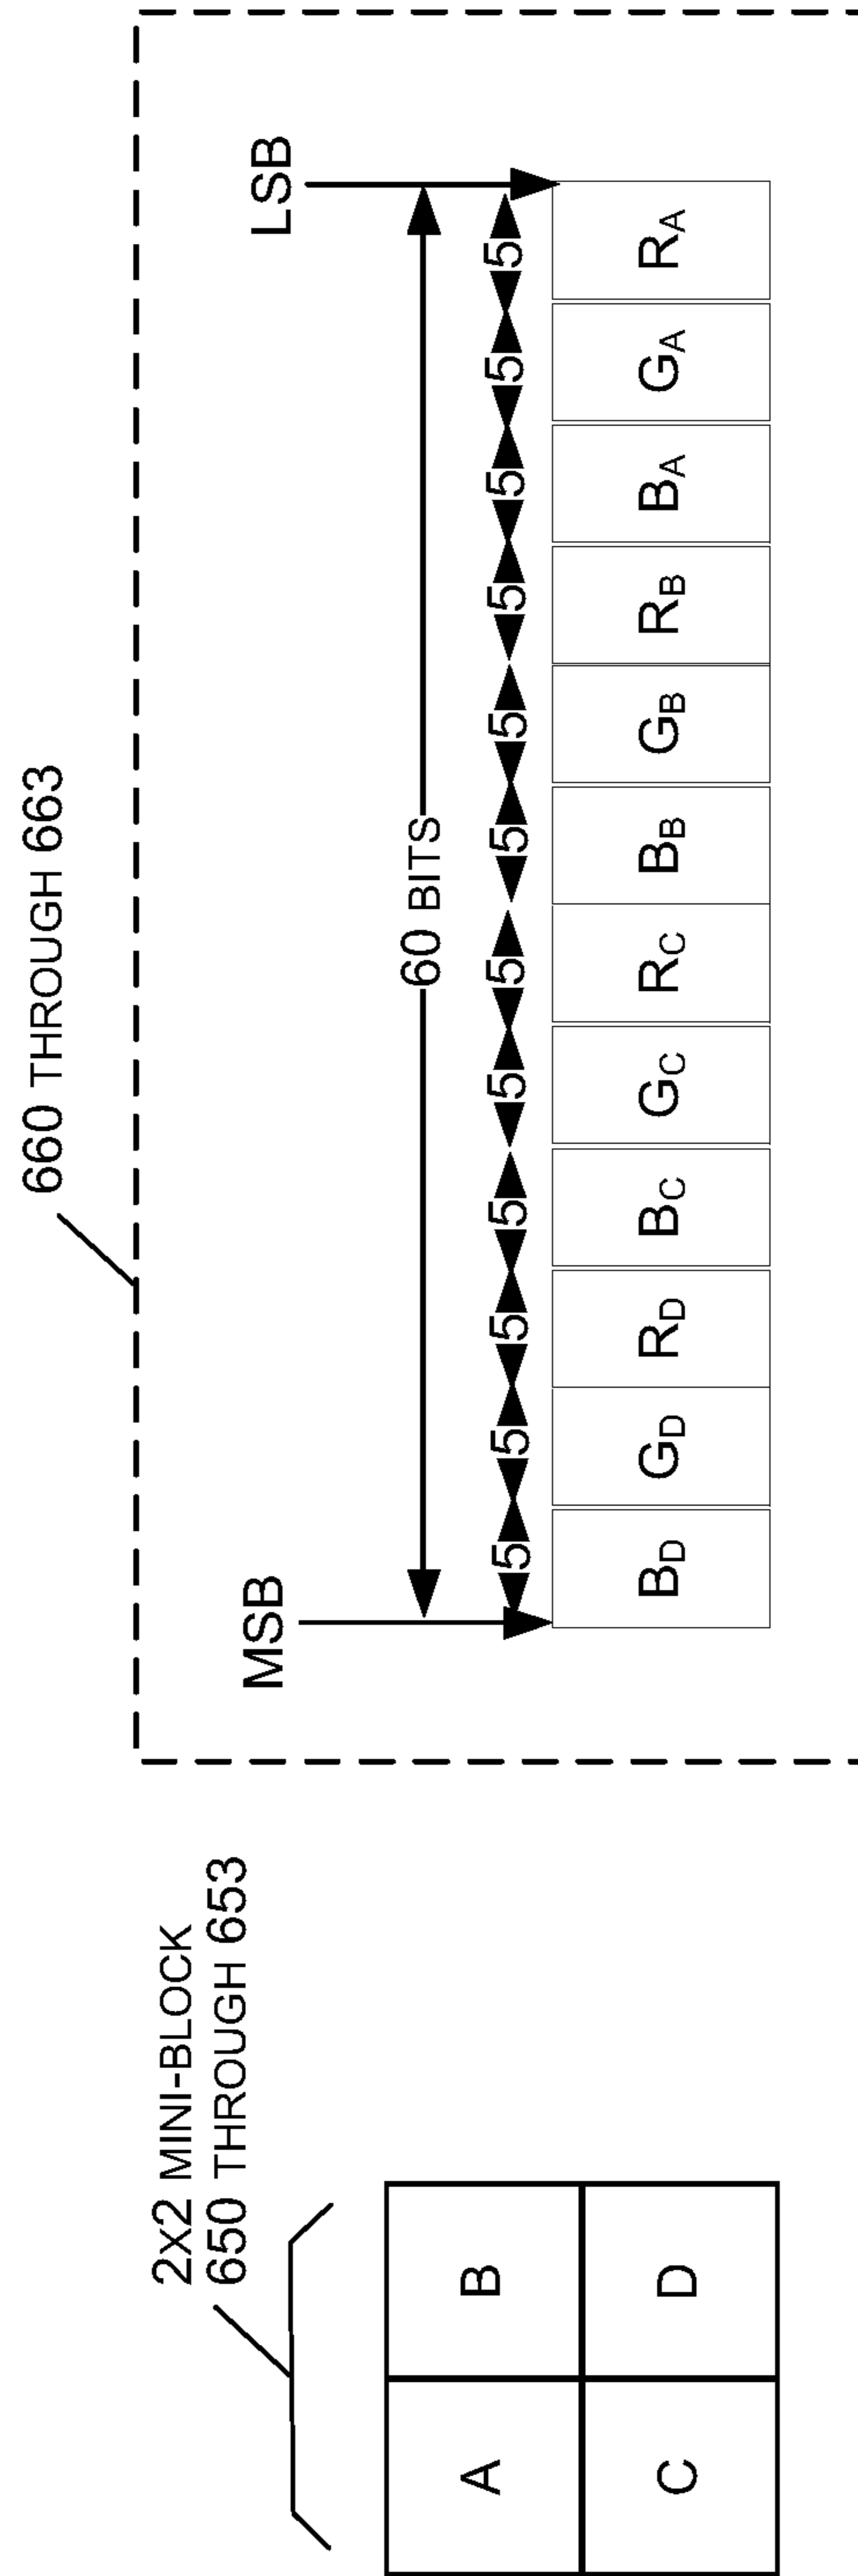 2X2 MINI-BLOCK
650 THROUGH 653
A B
C D
660 THROUGH 663
MSB LSB
60 BITS
5 5 5 5 5 5 5 5 5 5 5 5
BD GD RD BC GC RC BB GB RB BA GA RA